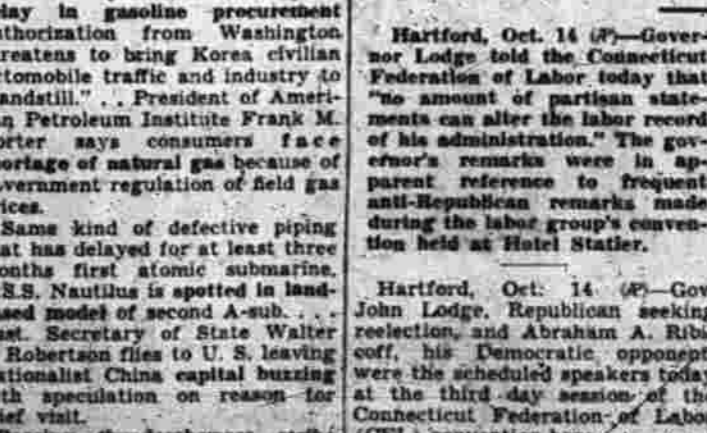 lay in gasoline procurement
uthorization from Washington
reatens to bring Korea civilian
tomobile traffic and industry to
andstill." . . President of Ameri-
n Petroleum Institute Frank M.
orter says consumers face
ortage of natural gas because of
vernment regulation of field gas
ices.
Same kind of defective piping
at has delayed for at least three
onths first atomic submarine,
S.S. Nautilus is spotted in land-
sed model of second A-sub. . . .
st. Secretary of State Walter
Robertson flies to U. S. leaving
ationalist China capital buzzing
th speculation on reason for
ief visit.
Hartford, Oct. 14 (AP)—Gover-
nor Lodge told the Connecticut
Federation of Labor today that
"no amount of partisan state-
ments can alter the labor record
of his administration." The gov-
ernor's remarks were in ap-
parent reference to frequent
anti-Republican remarks made
during the labor group's conven-
tion held at Hotel Statler.
Hartford, Oct. 14 (AP)—Gov
John Lodge, Republican seeking
reelection, and Abraham A. Ribi
coff, his Democratic opponent
were the scheduled speakers today
at the third day session of the
Connecticut Federation of Labor